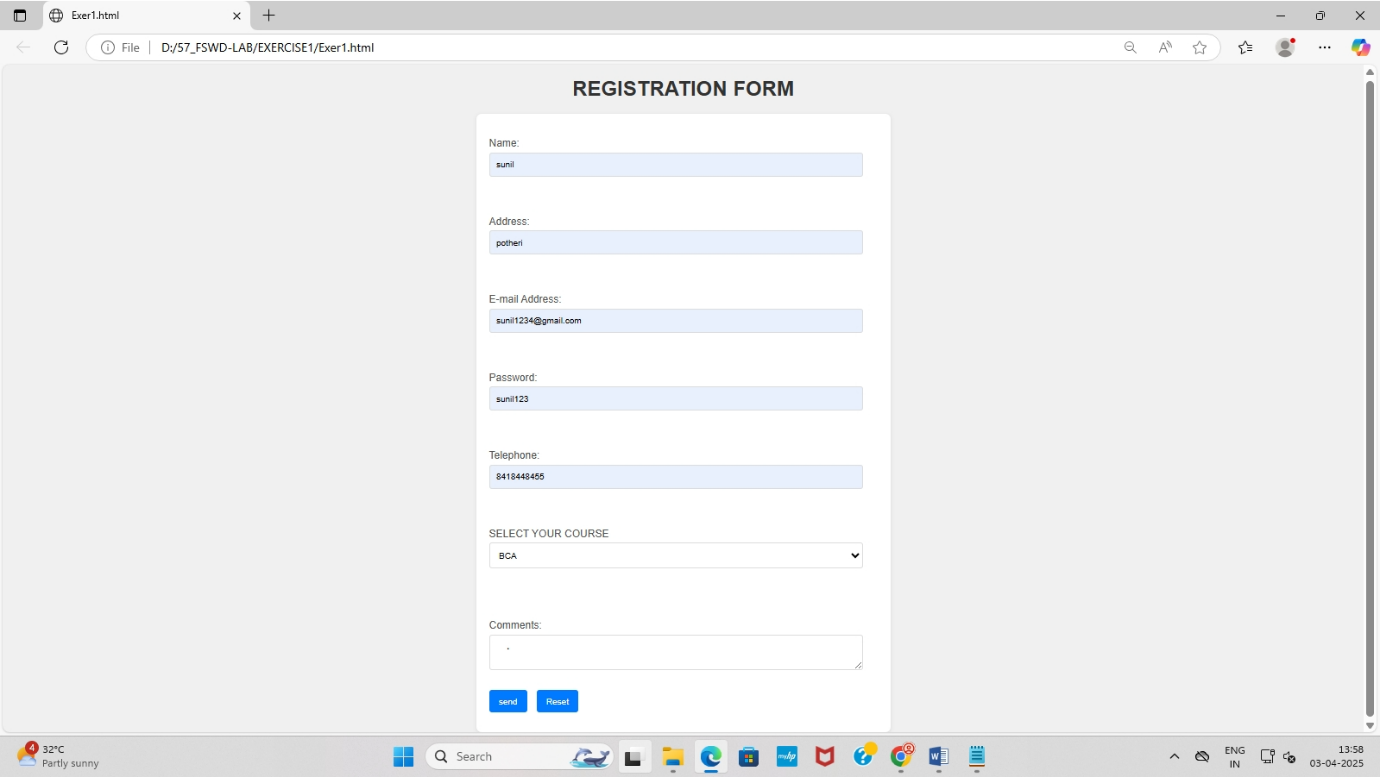 Exer1.html
File D:/57_FSWD-LAB/EXERCISE1/Exer1.html
REGISTRATION FORM
Name:
sunil
Address:
potheri
E-mail Address:
sunil1234@gmail.com
Password:
sunil123
Telephone:
8418448455
SELECT YOUR COURSE
BCA
Comments:
send Reset
4 32°C
Partly sunny
Search
myhp
ENG
IN
13:58
03-04-2025